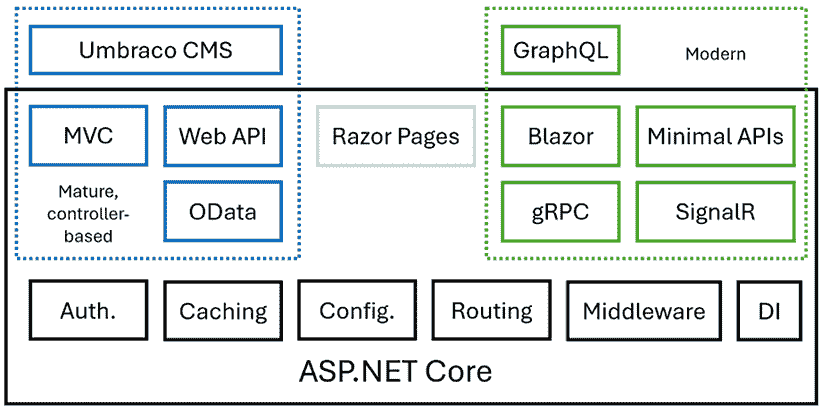 Umbraco CMS
GraphQL
Modern
MVC
Web API
Razor Pages
Blazor
Minimal APIs
Mature,
controller-
based
OData
gRPC
SignalR
Auth.
Caching
Config.
Routing
Middleware
DI
ASP.NET Core